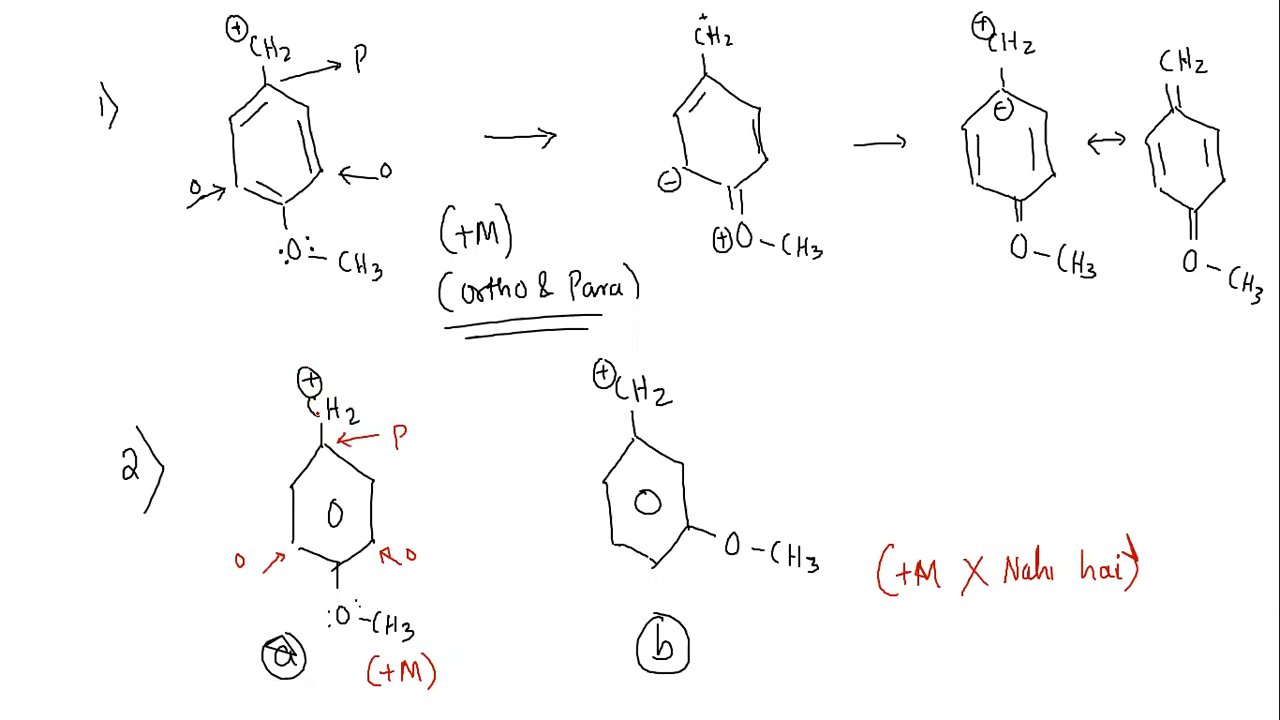 1)
⊕CH2
P
O
O
:O:-CH3
(+M)
(ortho & Para)
⊖
+CH2
⊕O-CH3
⊕CH2
⊖
O-CH3
CH2
O-CH3
2)
⊕CH2
P
O
O
O
:O:-CH3
a
(+M)
⊕CH2
O
O-CH3
b
(+M X Nahi hai)